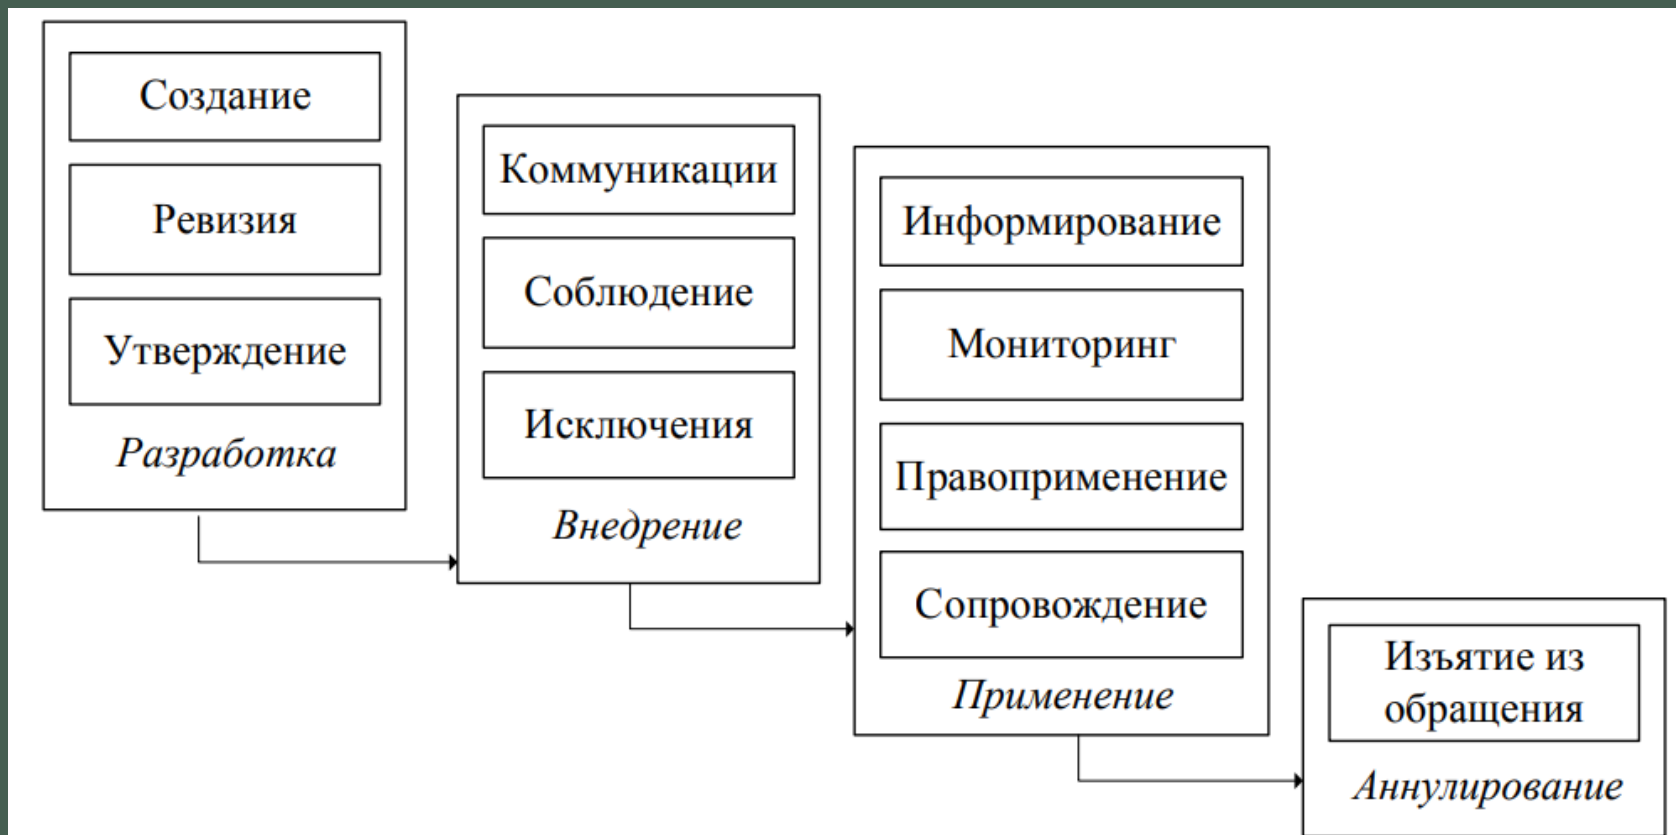 Создание
Ревизия
Утверждение
Разработка
Коммуникации
Соблюдение
Исключения
Внедрение
Информирование
Мониторинг
Правоприменение
Сопровождение
Применение
Изъятие из
обращения
Аннулирование